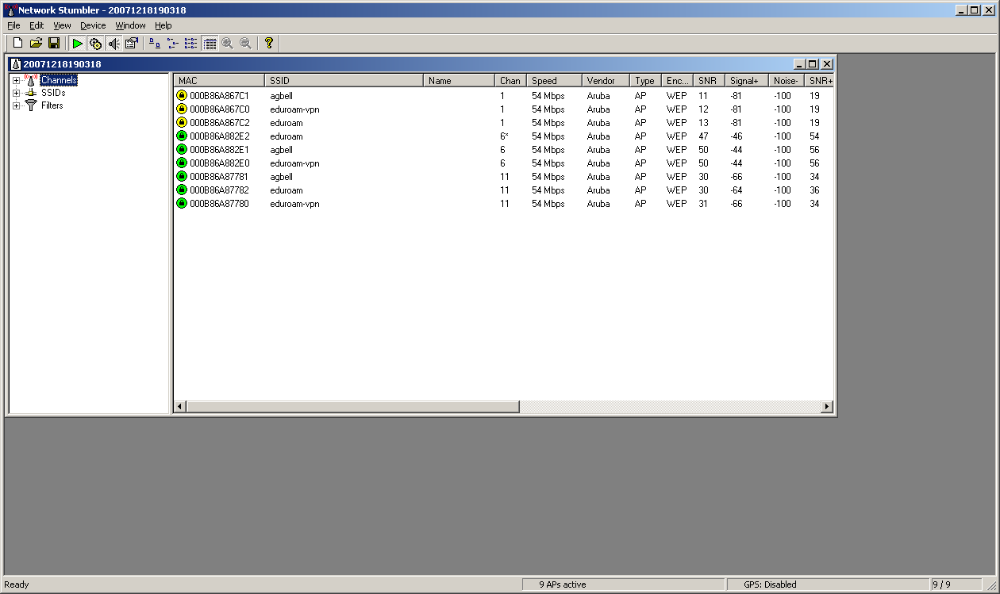 Network Stumbler - 20071218190318
File Edit View Device Window Help
20071218190318
Channels
SSIDs
Filters
MAC SSID Name Chan Speed Vendor Type Enc... SNR Signal+ Noise- SNR+
000B86A867C1 agbell 1 54 Mbps Aruba AP WEP 11 -81 -100 19
000B86A867C0 eduroam-vpn 1 54 Mbps Aruba AP WEP 12 -81 -100 19
000B86A867C2 eduroam 1 54 Mbps Aruba AP WEP 13 -81 -100 19
000B86A882E2 eduroam 6* 54 Mbps Aruba AP WEP 47 -46 -100 54
000B86A882E1 agbell 6 54 Mbps Aruba AP WEP 50 -44 -100 56
000B86A882E0 eduroam-vpn 6 54 Mbps Aruba AP WEP 50 -44 -100 56
000B86A87781 agbell 11 54 Mbps Aruba AP WEP 30 -66 -100 34
000B86A87782 eduroam 11 54 Mbps Aruba AP WEP 30 -64 -100 36
000B86A87780 eduroam-vpn 11 54 Mbps Aruba AP WEP 31 -66 -100 34
Ready 9 APs active GPS: Disabled 9 / 9